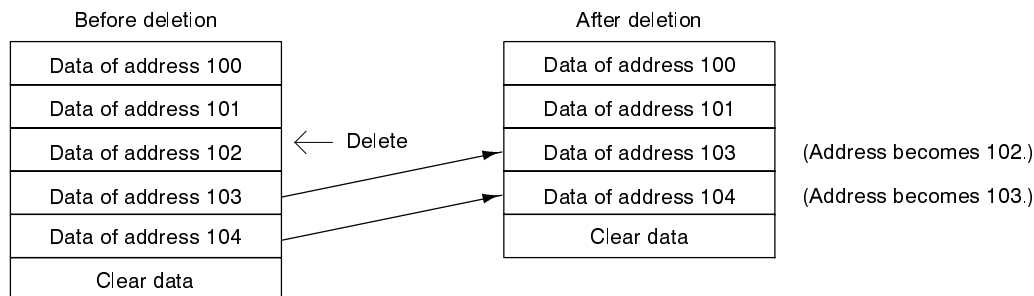 Before deletion
Data of address 100
Data of address 101
Data of address 102
Data of address 103
Data of address 104
Clear data
Delete
After deletion
Data of address 100
Data of address 101
Data of address 103
Data of address 104
Clear data
(Address becomes 102.)
(Address becomes 103.)